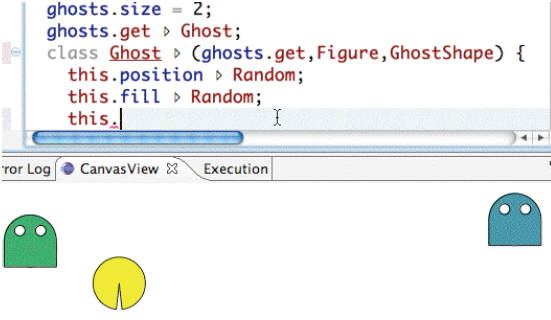 ghosts.size = 2;
ghosts.get ▹ Ghost;
class Ghost ▹ (ghosts.get,Figure,GhostShape) {
this.position ▹ Random;
this.fill ▹ Random;
this.
rror Log CanvasView Execution